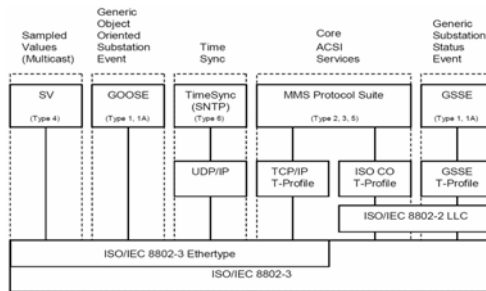 Sampled
Values
(Multicast)
Generic
Object
Oriented
Substation
Event
Time
Sync
Core
ACSI
Services
Generic
Substation
Status
Event
SV
(Type 4)
GOOSE
(Type 1, 1A)
TimeSync
(SNTP)
(Type 6)
MMS Protocol Suite
(Type 2, 3, 5)
GSSE
(Type 1, 1A)
UDP/IP
TCP/IP
T-Profile
ISO CO
T-Profile
GSSE
T-Profile
ISO/IEC 8802-2 LLC
ISO/IEC 8802-3 Ethertype
ISO/IEC 8802-3